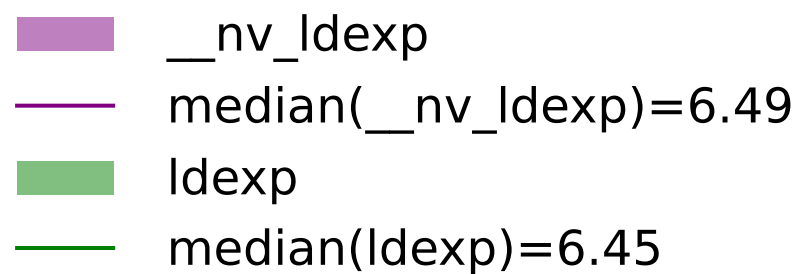 __nv_ldexp
median(__nv_ldexp)=6.49
ldexp
median(ldexp)=6.45